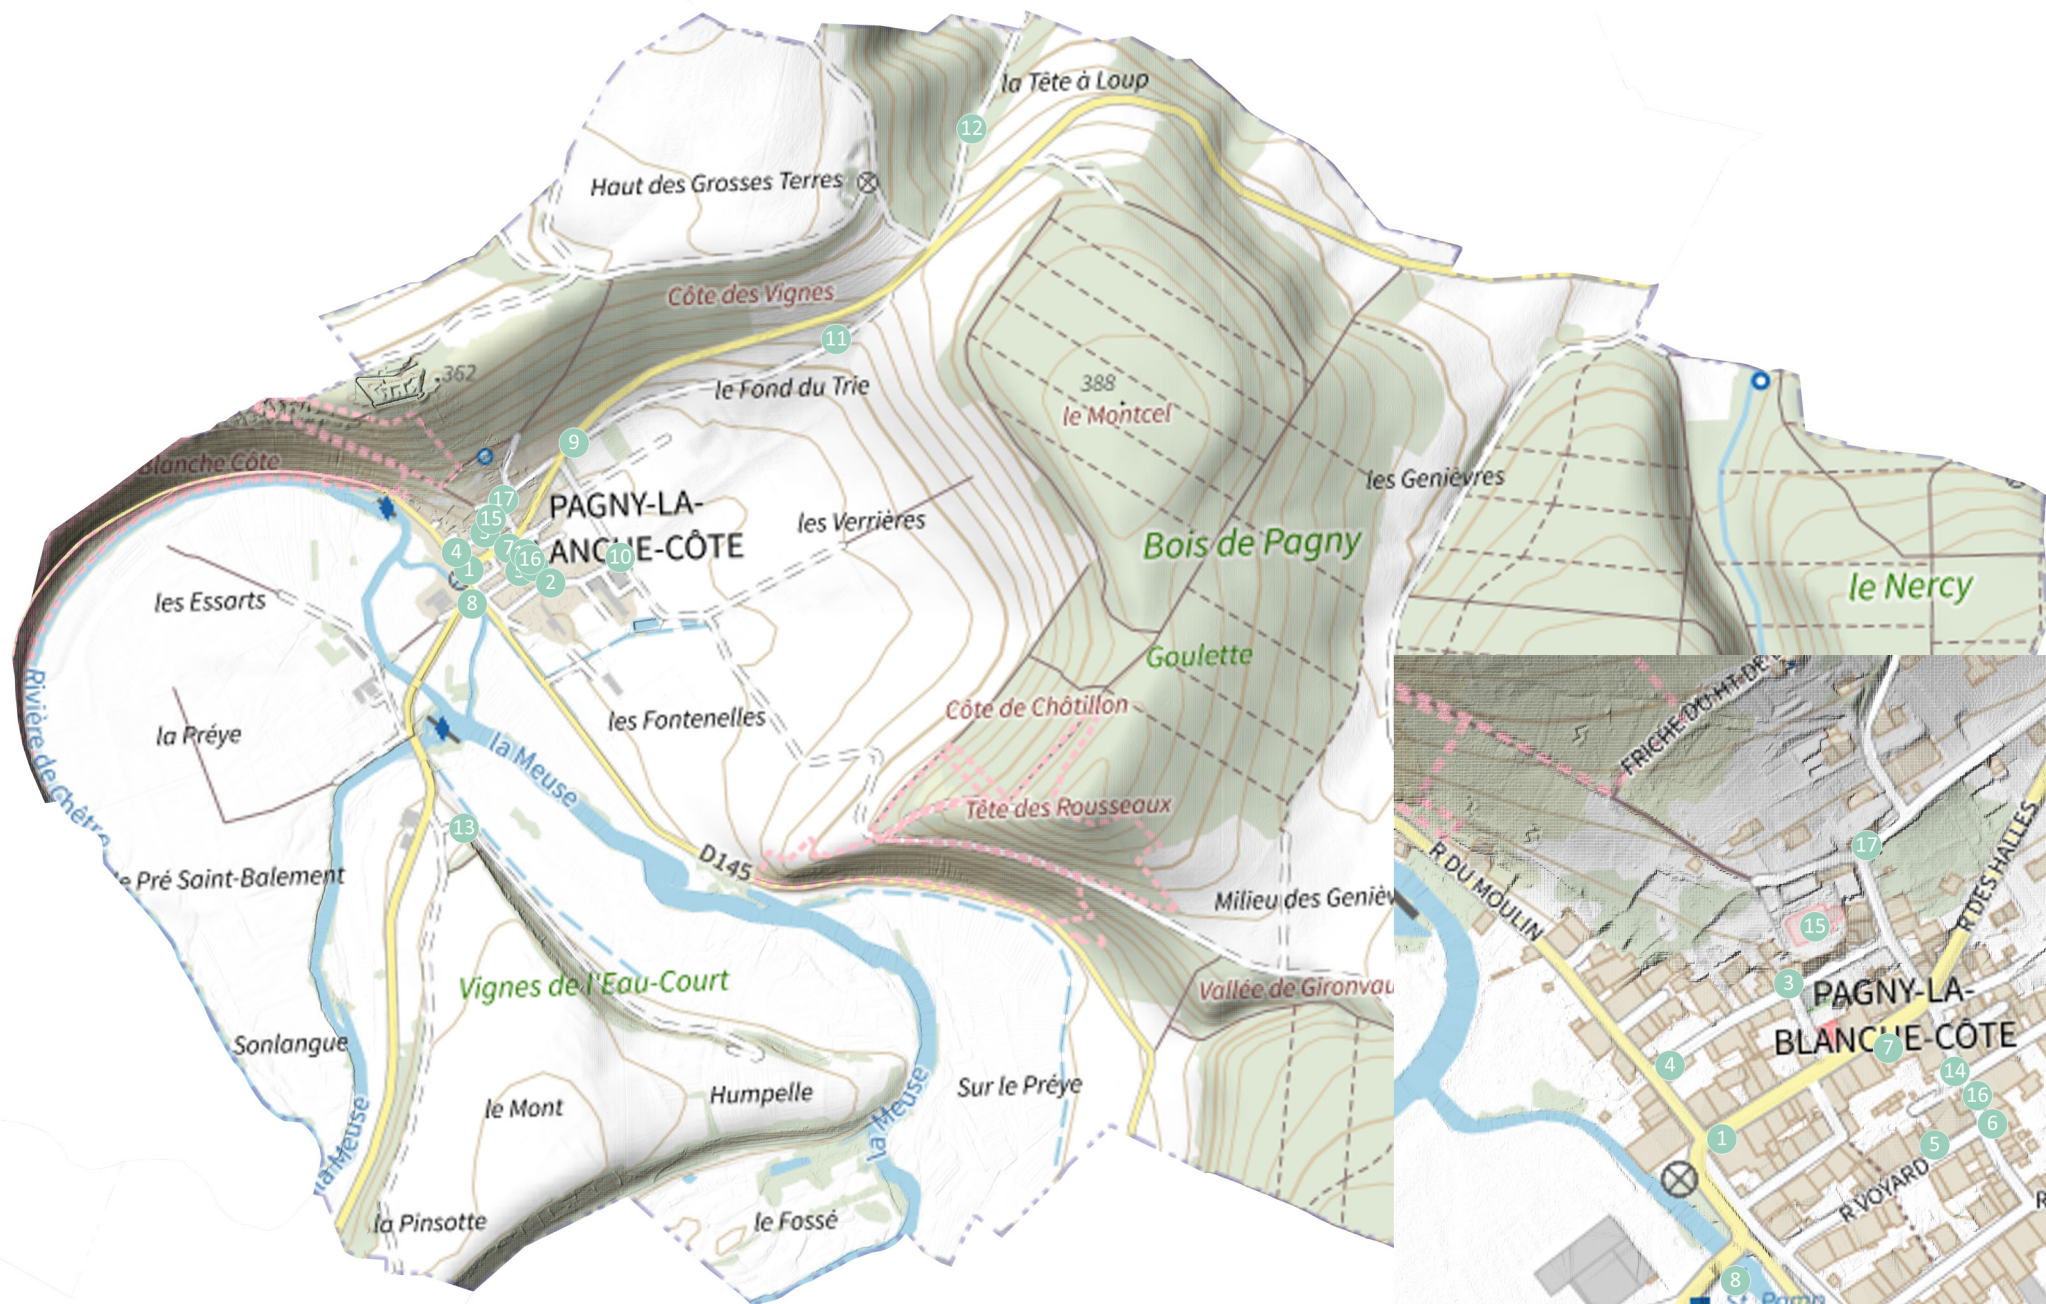 la Tête à Loup
12
Haut des Grosses Terres
Côte des Vignes
11
362
le Fond du Trie
388
le Montcel
9
Blanche Côte
les Genièvres
17
PAGNY-LA-
15
les Verrières
ANCHE-CÔTE
4
7
16
10
1
2
8
Bois de Pagny
le Nercy
les Essarts
Goulette
Rivière de Chêtre
la Préye
les Fontenelles
Côte de Châtillon
la Meuse
13
Tête des Rousseaux
D145
le Pré Saint-Balement
Milieu des Genièv
Vignes de l'Eau-Court
Vallée de Gironvau
Sonlangue
la Meuse
le Mont
Humpelle
Sur le Préye
la Meuse
la Pinsotte
le Fossé
FRICHE DU HT DE
R DU MOULIN
17
R DES HALLES
15
3
PAGNY-LA-
BLANCHE-CÔTE
7
4
14
16
6
1
5
R VOYARD
R
8